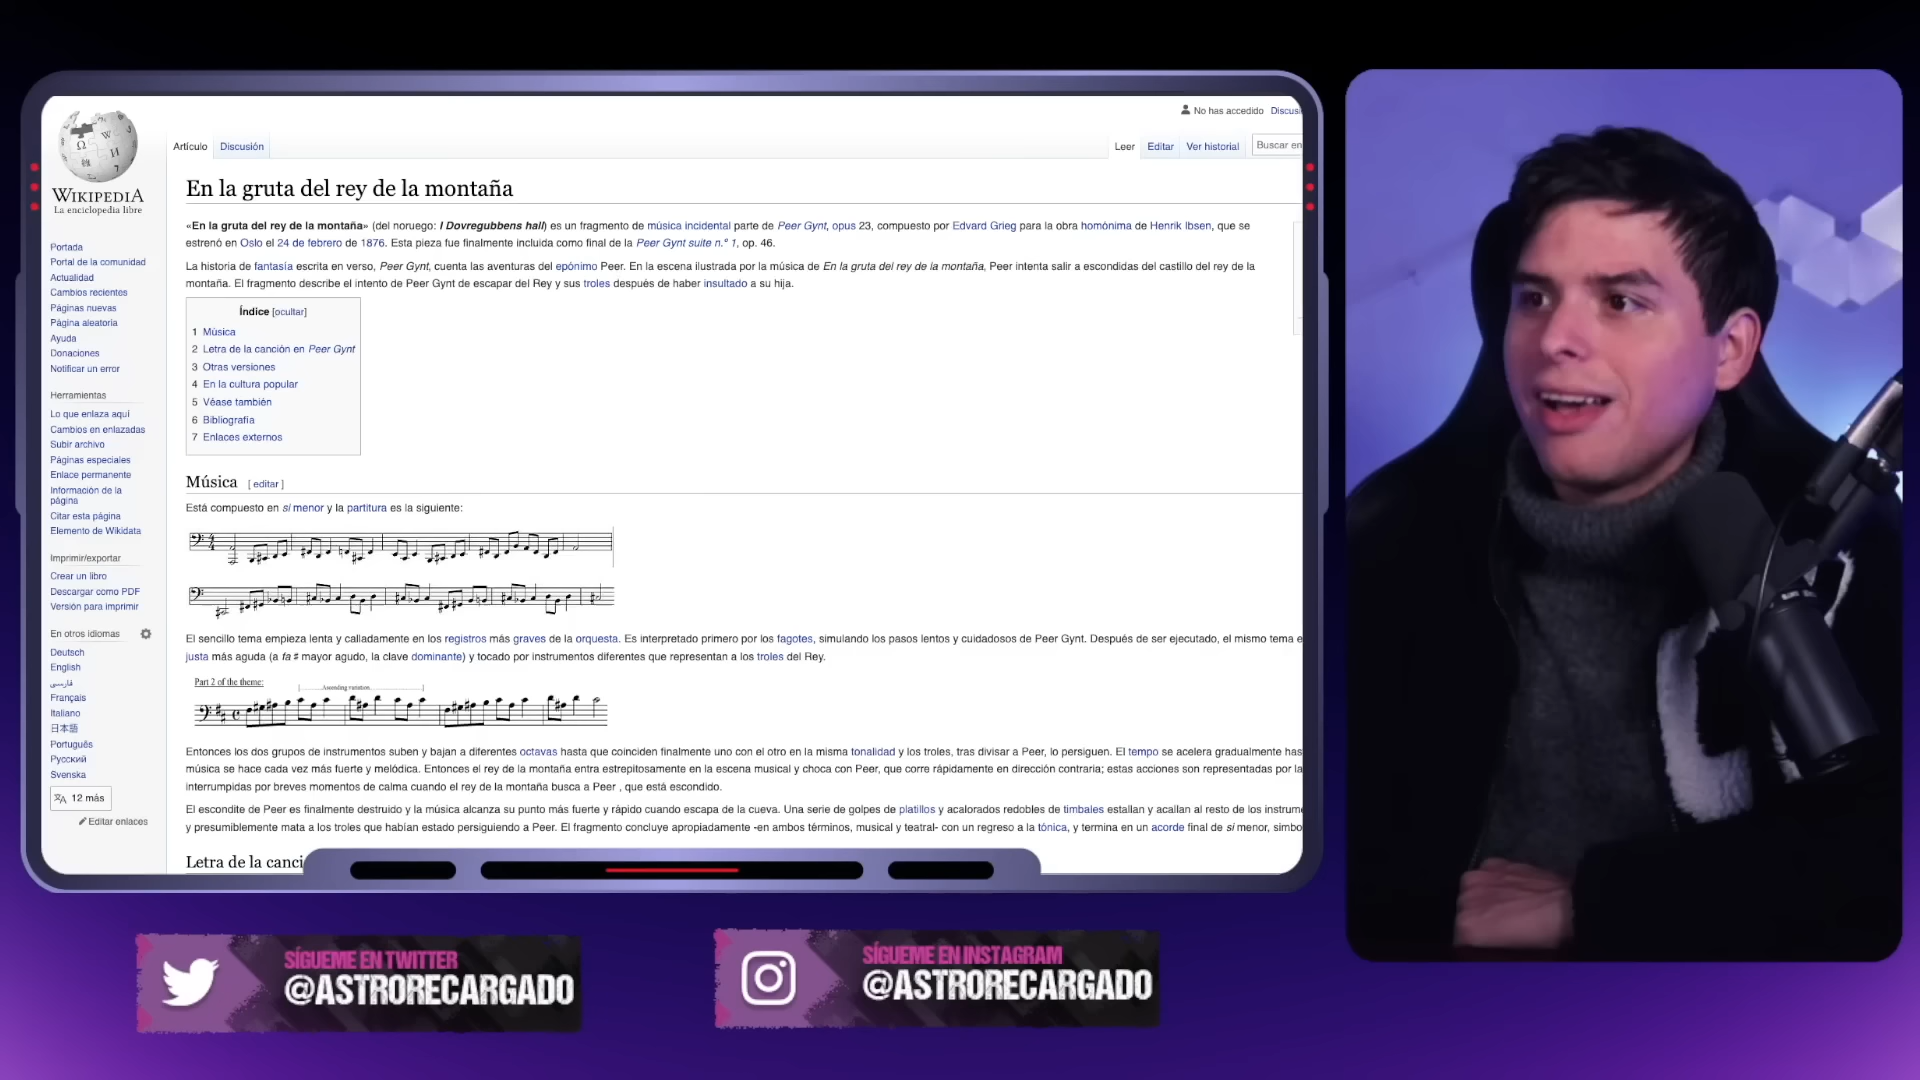 No has accedido Discusi
Artículo Discusión Leer Editar Ver historial Buscar en
WIKIPEDIA
La enciclopedia libre
Portada
Portal de la comunidad
Actualidad
Cambios recientes
Páginas nuevas
Página aleatoria
Ayuda
Donaciones
Notificar un error
Herramientas
Lo que enlaza aquí
Cambios en enlazadas
Subir archivo
Páginas especiales
Enlace permanente
Información de la
página
Citar esta página
Elemento de Wikidata
Imprimir/exportar
Crear un libro
Descargar como PDF
Versión para imprimir
En otros idiomas
Deutsch
English
فارسی
Français
Italiano
日本語
Português
Русский
Svenska
12 más
Editar enlaces
En la gruta del rey de la montaña
«En la gruta del rey de la montaña» (del noruego: I Dovregubbens hall) es un fragmento de música incidental parte de Peer Gynt, opus 23, compuesto por Edvard Grieg para la obra homónima de Henrik Ibsen, que se
estrenó en Oslo el 24 de febrero de 1876. Esta pieza fue finalmente incluida como final de la Peer Gynt suite n.º 1, op. 46.
La historia de fantasía escrita en verso, Peer Gynt, cuenta las aventuras del epónimo Peer. En la escena ilustrada por la música de En la gruta del rey de la montaña, Peer intenta salir a escondidas del castillo del rey de la
montaña. El fragmento describe el intento de Peer Gynt de escapar del Rey y sus troles después de haber insultado a su hija.
Índice [ocultar]
1 Música
2 Letra de la canción en Peer Gynt
3 Otras versiones
4 En la cultura popular
5 Véase también
6 Bibliografía
7 Enlaces externos
Música [ editar ]
Está compuesto en si menor y la partitura es la siguiente:
El sencillo tema empieza lenta y calladamente en los registros más graves de la orquesta. Es interpretado primero por los fagotes, simulando los pasos lentos y cuidadosos de Peer Gynt. Después de ser ejecutado, el mismo tema e
justa más aguda (a fa ♯ mayor agudo, la clave dominante) y tocado por instrumentos diferentes que representan a los troles del Rey.
Part 2 of the theme:
Ascending variation
Entonces los dos grupos de instrumentos suben y bajan a diferentes octavas hasta que coinciden finalmente uno con el otro en la misma tonalidad y los troles, tras divisar a Peer, lo persiguen. El tempo se acelera gradualmente has
música se hace cada vez más fuerte y melódica. Entonces el rey de la montaña entra estrepitosamente en la escena musical y choca con Peer, que corre rápidamente en dirección contraria; estas acciones son representadas por la
interrumpidas por breves momentos de calma cuando el rey de la montaña busca a Peer , que está escondido.
El escondite de Peer es finalmente destruido y la música alcanza su punto más fuerte y rápido cuando escapa de la cueva. Una serie de golpes de platillos y acalorados redobles de timbales estallan y acallan al resto de los instrume
y presumiblemente mata a los troles que habían estado persiguiendo a Peer. El fragmento concluye apropiadamente -en ambos términos, musical y teatral- con un regreso a la tónica, y termina en un acorde final de si menor, simbo
Letra de la canci
SÍGUEME EN TWITTER
@ASTRORECARGADO
SÍGUEME EN INSTAGRAM
@ASTRORECARGADO